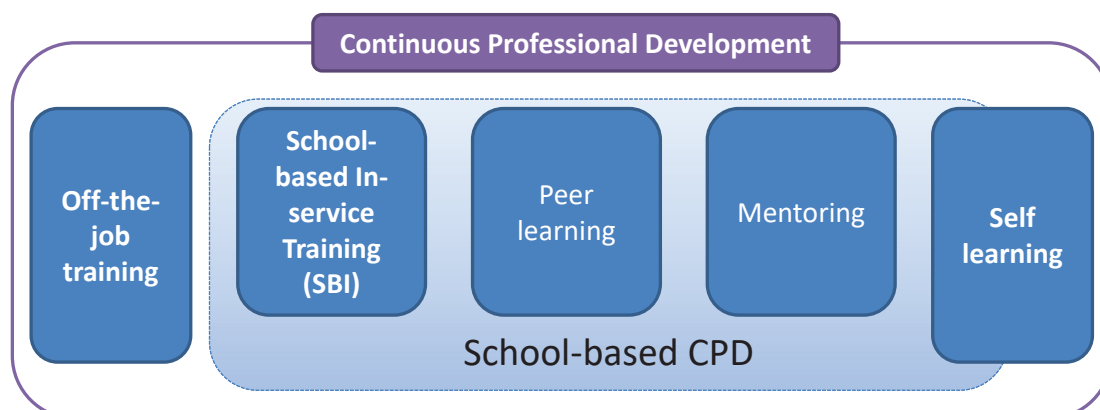 Continuous Professional Development
Off-the-
job
training
School-
based In-
service
Training
(SBI)
Peer
learning
Mentoring
Self
learning
School-based CPD